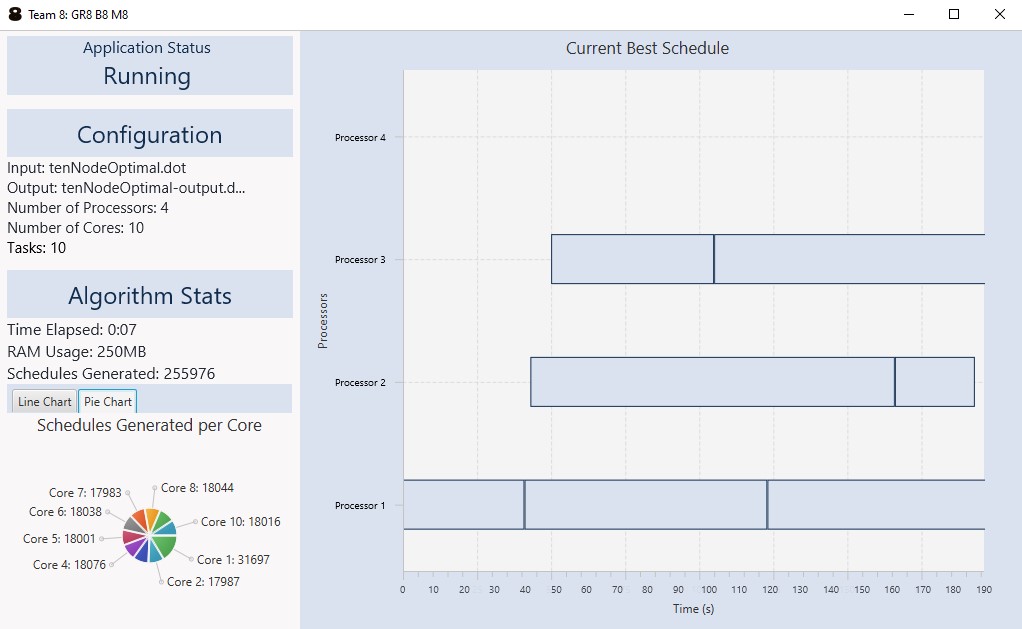 Team 8: GR8 B8 M8
Application Status
Running
Configuration
Input: tenNodeOptimal.dot
Output: tenNodeOptimal-output.d...
Number of Processors: 4
Number of Cores: 10
Tasks: 10
Algorithm Stats
Time Elapsed: 0:07
RAM Usage: 250MB
Schedules Generated: 255976
Line Chart
Pie Chart
Schedules Generated per Core
Core 7: 17983
Core 8: 18044
Core 6: 18038
Core 10: 18016
Core 5: 18001
Core 1: 31697
Core 4: 18076
Core 2: 17987
Current Best Schedule
Processors
Processor 4
Processor 3
Processor 2
Processor 1
0 10 20 30 40 50 60 70 80 90 100 110 120 130 140 150 160 170 180 190
Time (s)